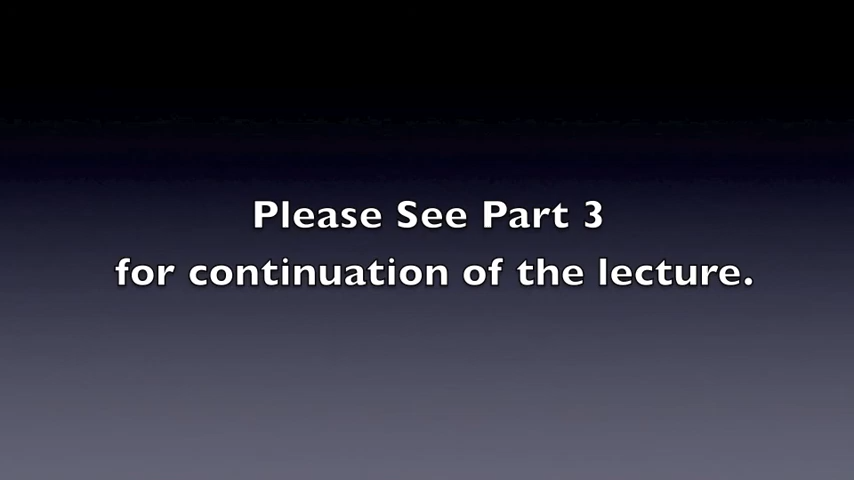 Please See Part 3
for continuation of the lecture.